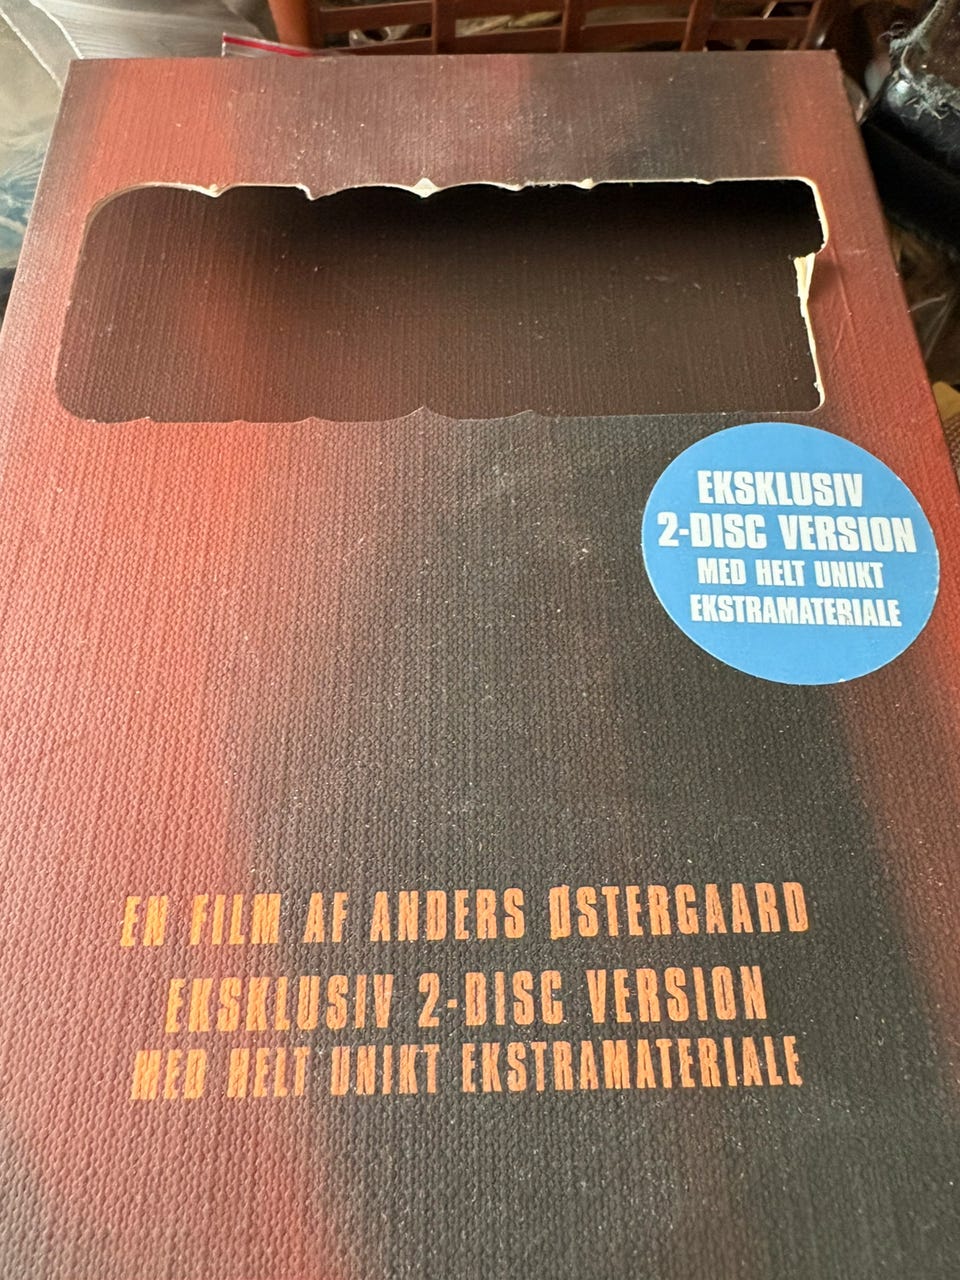 EKSKLUSIV
2-DISC VERSION
MED HELT UNIKT
EKSTRAMATERIALE
EN FILM AF ANDERS ØSTERGAARD
EKSKLUSIV 2-DISC VERSION
MED HELT UNIKT EKSTRAMATERIALE